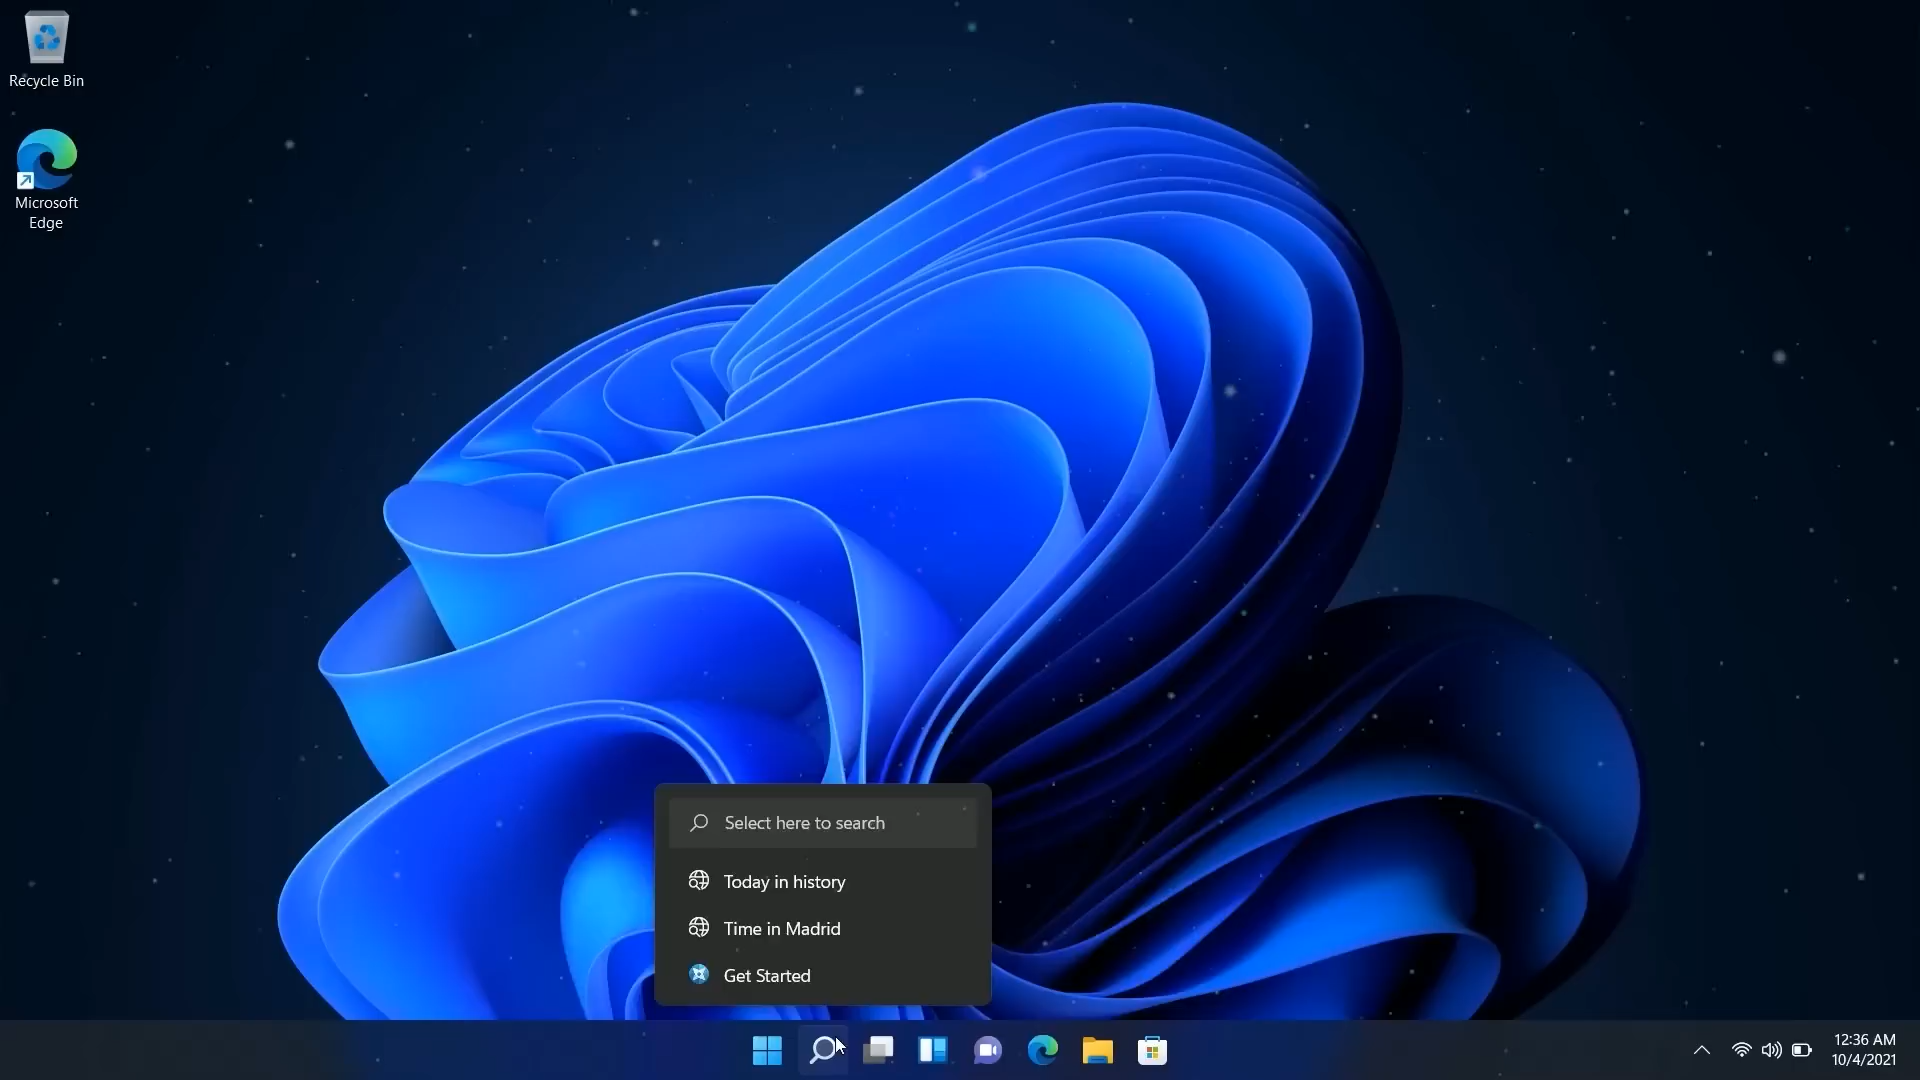 Recycle Bin
Microsoft
Edge
Select here to search
Today in history
Time in Madrid
Get Started
12:36 AM
10/4/2021